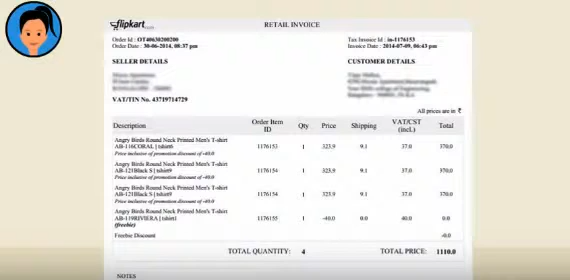 flipkart
RETAIL INVOICE
Order Id : OT40630200200
Order Date : 30-06-2014, 08:37 pm
Tax Invoice Id : in-1176153
Invoice Date : 2014-07-09, 06:43 pm
SELLER DETAILS
CUSTOMER DETAILS
VAT/TIN No. 43719714729
All prices are in ₹
Description Order Item ID Qty Price Shipping VAT/CST (incl.) Total
Angry Birds Round Neck Printed Men's T-shirt
AB-116CORAL | tshirt6 1176153 1 323.9 9.1 37.0 370.0
Price inclusive of promotion discount of -40.0
Angry Birds Round Neck Printed Men's T-shirt
AB-121Black S | tshirt9 1176154 1 323.9 9.1 37.0 370.0
Price inclusive of promotion discount of -40.0
Angry Birds Round Neck Printed Men's T-shirt
AB-121Black S | tshirt9 1176154 1 323.9 9.1 37.0 370.0
Price inclusive of promotion discount of -40.0
Angry Birds Round Neck Printed Men's T-shirt
AB-119RIVIERA | tshirt1 1176155 1 -40.0 0.0 40.0 0.0
(freebie)
Freebie Discount -0.0
TOTAL QUANTITY: 4 TOTAL PRICE: 1110.0
NOTES